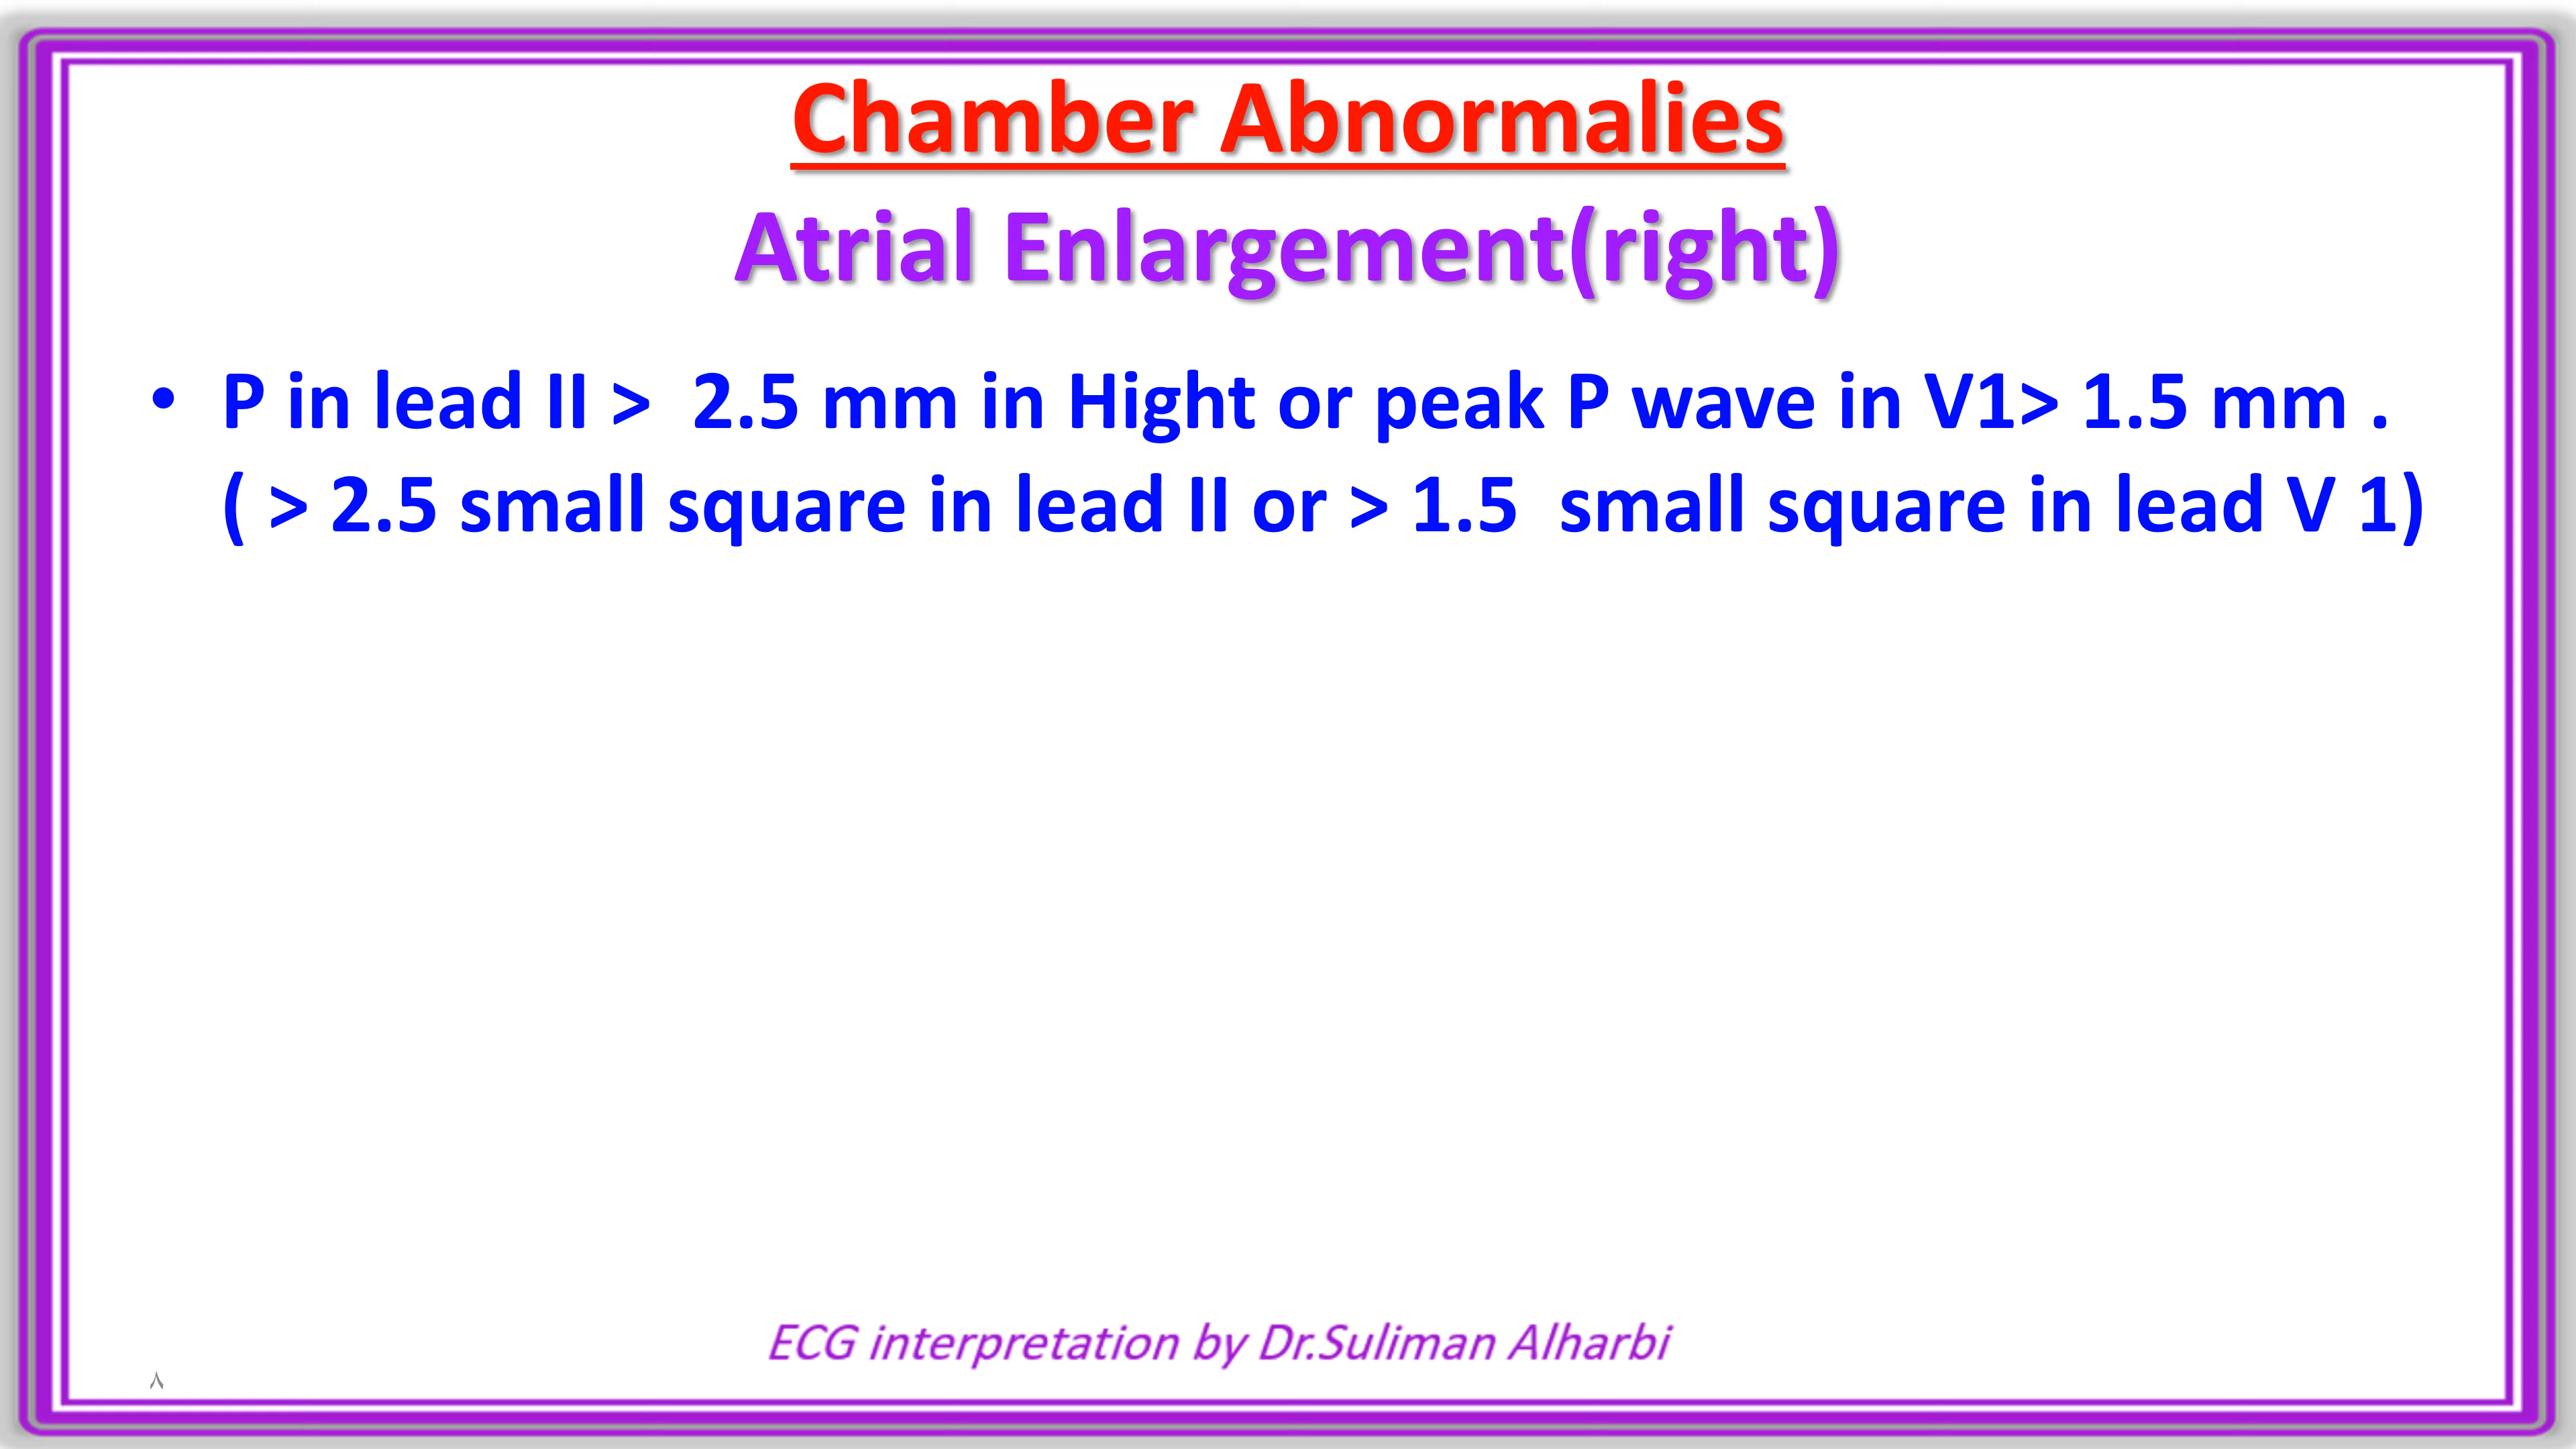 Chamber Abnormalies
Atrial Enlargement(right)
• P in lead II > 2.5 mm in Hight or peak P wave in V1> 1.5 mm .
( > 2.5 small square in lead II or > 1.5 small square in lead V 1)
ECG interpretation by Dr.Suliman Alharbi
٨